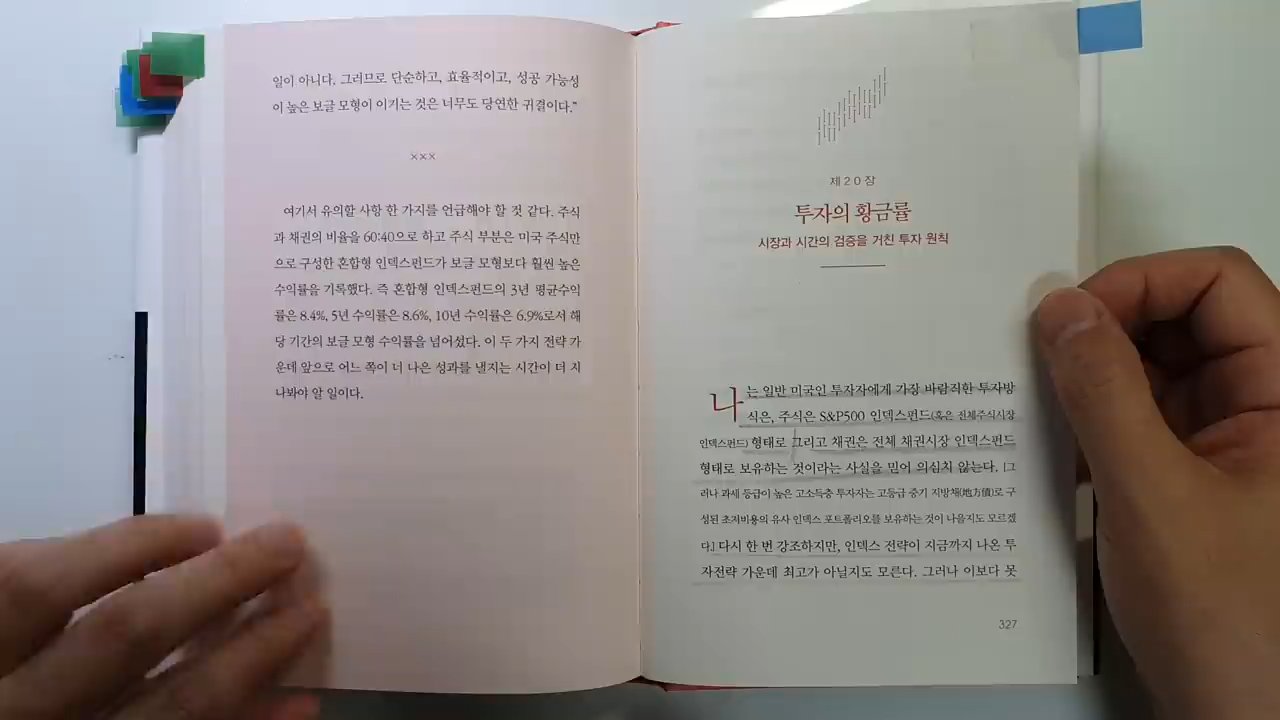 일이 아니다. 그러므로 단순하고, 효율적이고, 성공 가능성
이 높은 보글 모형이 이기는 것은 너무도 당연한 귀결이다.”
×××
여기서 유의할 사항 한 가지를 언급해야 할 것 같다. 주식
과 채권의 비율을 60:40으로 하고 주식 부분은 미국 주식만
으로 구성한 혼합형 인덱스펀드가 보글 모형보다 훨씬 높은
수익률을 기록했다. 즉 혼합형 인덱스펀드의 3년 평균수익
률은 8.4%, 5년 수익률은 8.6%, 10년 수익률은 6.9%로서 해
당 기간의 보글 모형 수익률을 넘어섰다. 이 두 가지 전략 가
운데 앞으로 어느 쪽이 더 나은 성과를 낼지는 시간이 더 지
나봐야 알 일이다.
제20장
투자의 황금률
시장과 시간의 검증을 거친 투자 원칙
나는 일반 미국인 투자자에게 가장 바람직한 투자방
식은, 주식은 S&P500 인덱스펀드(혹은 전체주식시장
인덱스펀드) 형태로 그리고 채권은 전체 채권시장 인덱스펀드
형태로 보유하는 것이라는 사실을 믿어 의심치 않는다. [그
러나 과세 등급이 높은 고소득층 투자자는 고등급 중기 지방채(地方債)로 구
성된 초저비용의 유사 인덱스 포트폴리오를 보유하는 것이 나을지도 모르겠
다.] 다시 한 번 강조하지만, 인덱스 전략이 지금까지 나온 투
자전략 가운데 최고가 아닐지도 모른다. 그러나 이보다 못
327